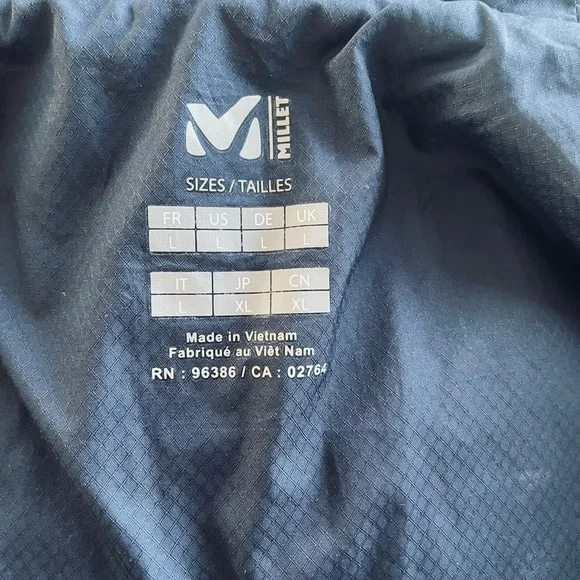 M MILLET
SIZES / TAILLES
FR US DE UK
L L L L
IT JP CN
L XL XL
Made in Vietnam
Fabriqué au Viêt Nam
RN : 96386 / CA : 02764